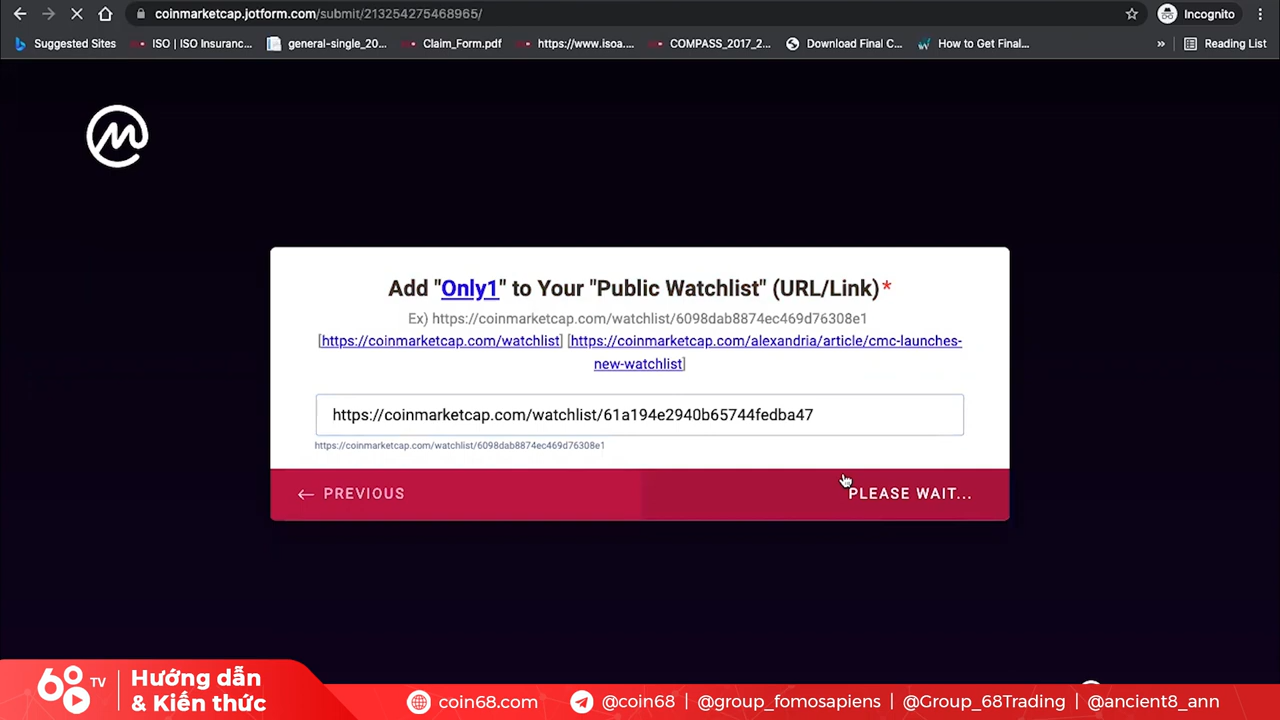 coinmarketcap.jotform.com/submit/213254275468965/
Incognito
Suggested Sites
ISO | ISO Insuranc...
general-single_20...
Claim_Form.pdf
https://www.isoa....
COMPASS_2017_2...
Download Final C...
How to Get Final...
»
Reading List
Add "Only1" to Your "Public Watchlist" (URL/Link)*
Ex) https://coinmarketcap.com/watchlist/6098dab8874ec469d76308e1
[https://coinmarketcap.com/watchlist] [https://coinmarketcap.com/alexandria/article/cmc-launches-
new-watchlist]
https://coinmarketcap.com/watchlist/61a194e2940b65744fedba47
https://coinmarketcap.com/watchlist/6098dab8874ec469d76308e1
← PREVIOUS
PLEASE WAIT...
68 TV
Hướng dẫn
& Kiến thức
coin68.com
@coin68 | @group_fomosapiens | @Group_68Trading | @ancient8_ann